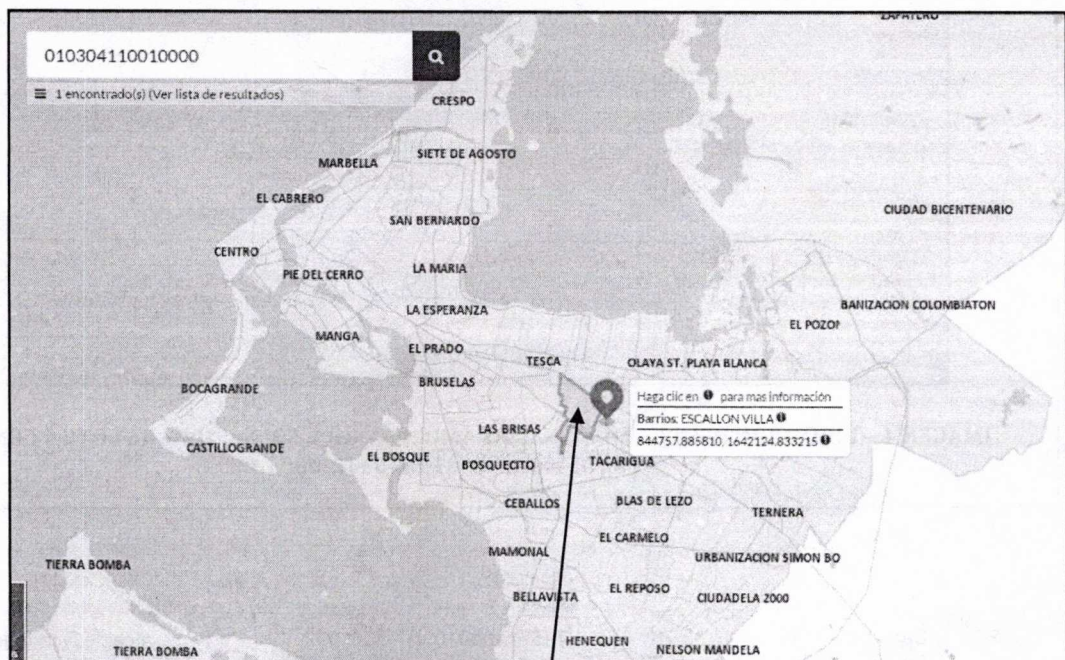 ZAPATERO
010304110010000
1 encontrado(s) (Ver lista de resultados)
CRESPO
SIETE DE AGOSTO
MARBELLA
EL CABRERO
CIUDAD BICENTENARIO
SAN BERNARDO
CENTRO
PIE DEL CERRO
LA MARIA
BANIZACION COLOMBIATON
LA ESPERANZA
EL POZO
MANGA
EL PRADO
TESCA
OLAYA ST. PLAYA BLANCA
BOCAGRANDE
BRUSELAS
Haga clic en para mas información
Barrios: ESCALLON VILLA
844757.885810, 1642124.833215
LAS BRISAS
CASTILLOGRANDE
EL BOSQUE
BOSQUECITO
TACARIGUA
CEBALLOS
BLAS DE LEZO
TERNERA
EL CARMELO
MAMONAL
URBANIZACION SIMON BO
TIERRA BOMBA
EL REPOSO
BELLAVISTA
CIUDADELA 2000
HENEQUEN
NELSON MANDELA
TIERRA BOMBA